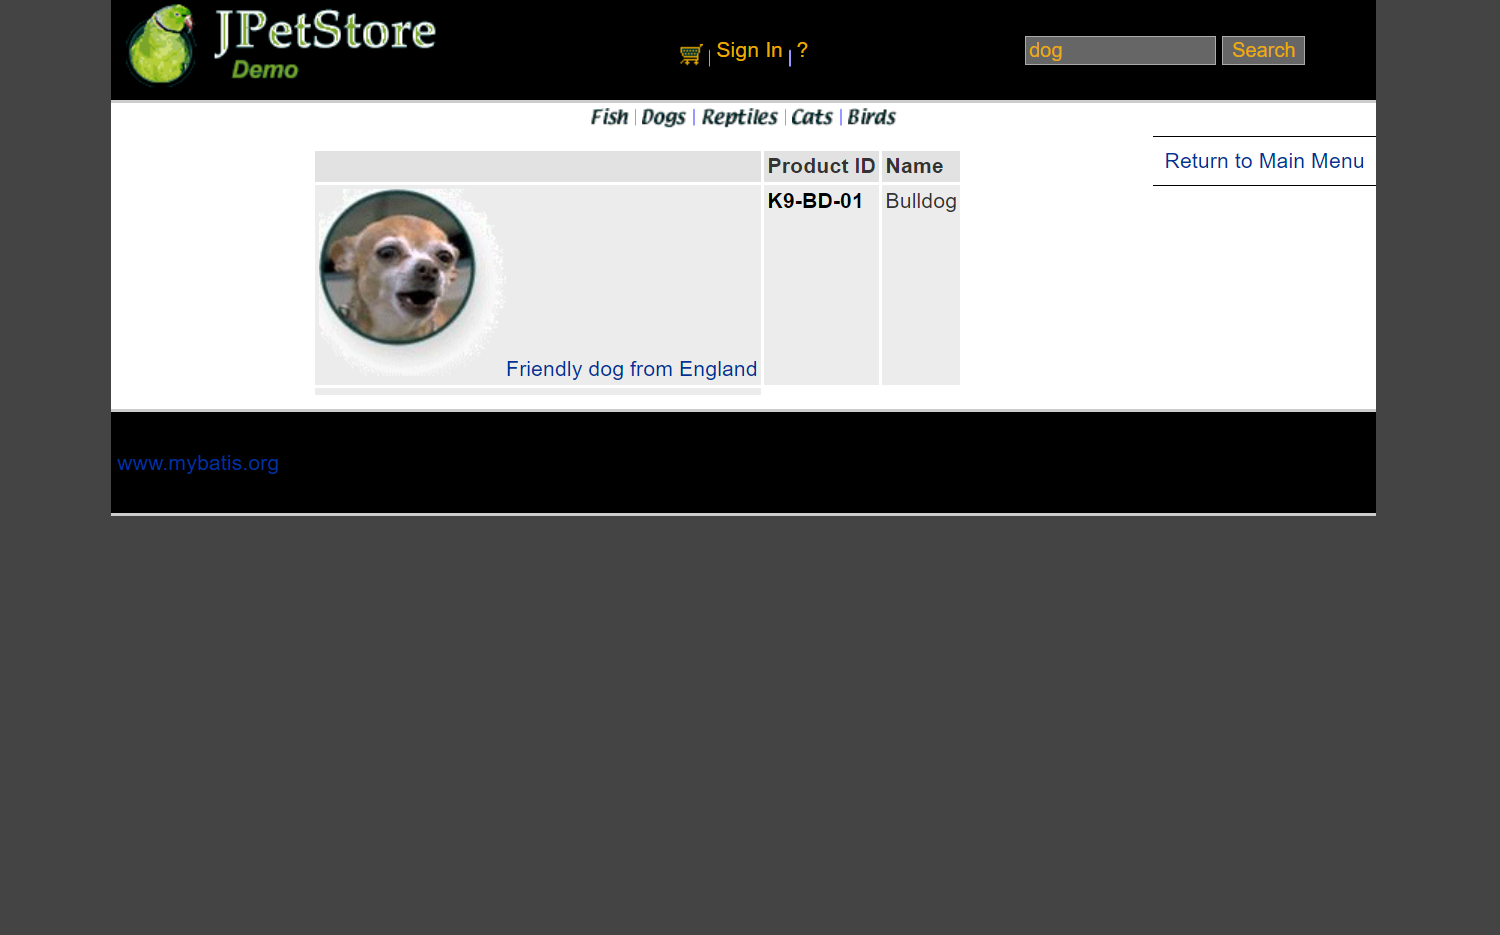 JPetStore
Demo
Sign In | ?
dog
Search
Fish | Dogs | Reptiles | Cats | Birds
Return to Main Menu
Product ID Name
K9-BD-01 Bulldog
Friendly dog from England
www.mybatis.org